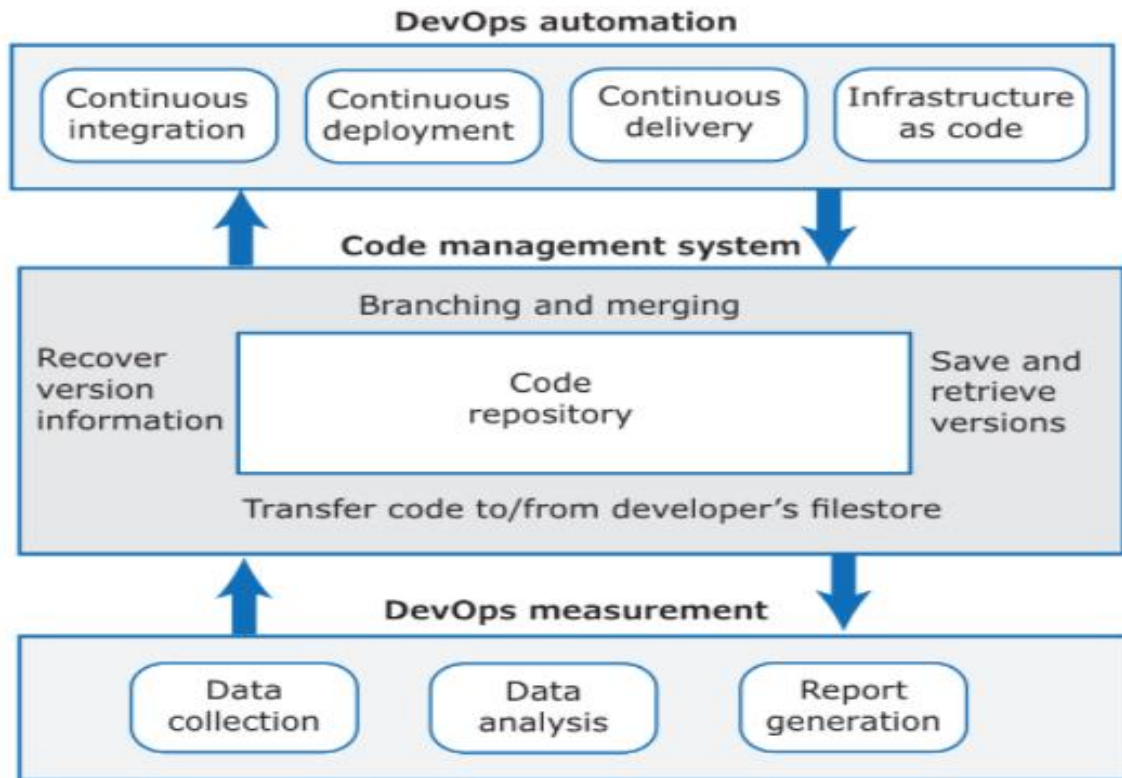 DevOps automation
Continuous integration
Continuous deployment
Continuous delivery
Infrastructure as code
Code management system
Branching and merging
Recover version information
Code repository
Save and retrieve versions
Transfer code to/from developer’s filestore
DevOps measurement
Data collection
Data analysis
Report generation